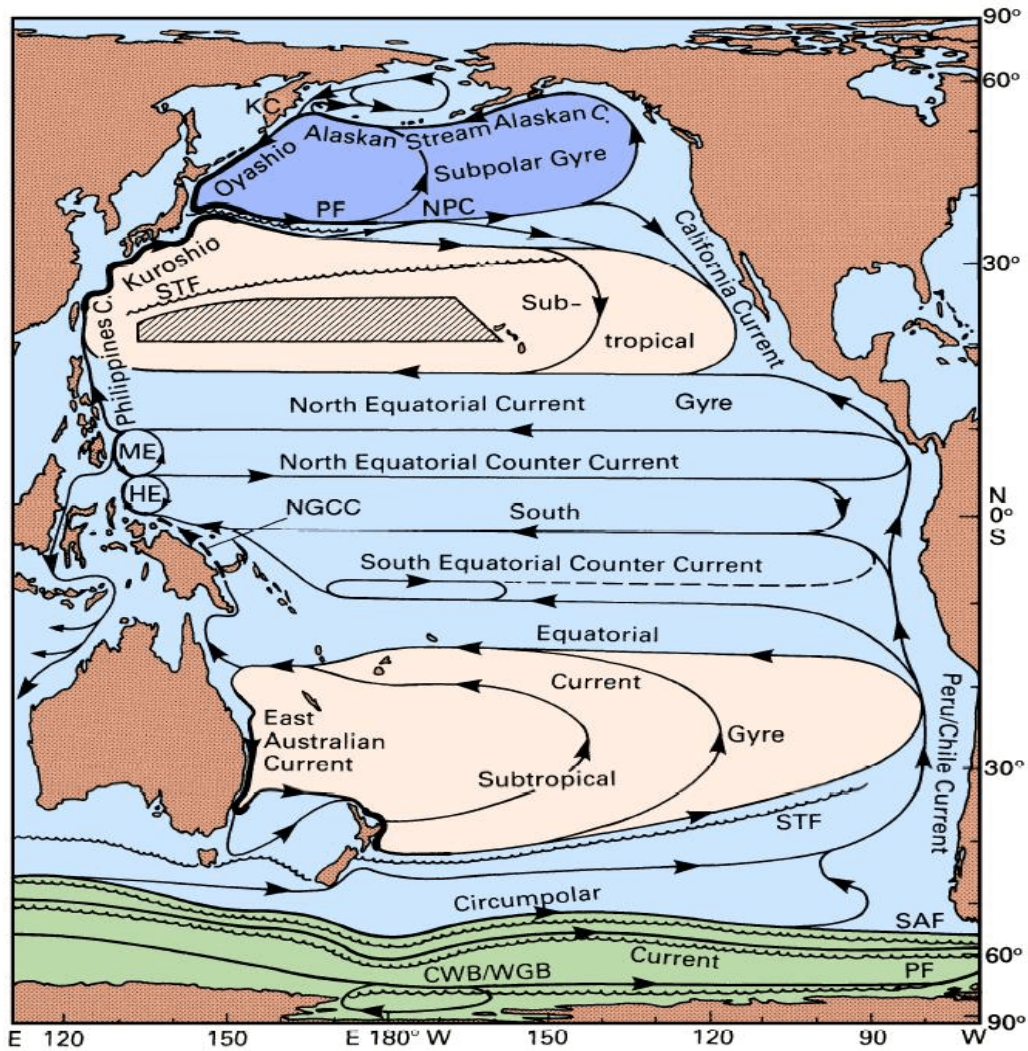 90°
60°
KC
Alaskan Stream
Alaskan C.
Oyashio
Subpolar Gyre
PF
NPC
Kuroshio
California Current
30°
STF
Philippines C.
Sub-
tropical
North Equatorial Current
Gyre
ME
North Equatorial Counter Current
HE
NGCC
South
N
0°
S
South Equatorial Counter Current
Equatorial
Current
East
Australian
Current
Gyre
Subtropical
Peru/Chile Current
30°
STF
Circumpolar
SAF
Current
60°
CWB/WGB
PF
90°
E 120 150 E 180° W 150 120 90 W